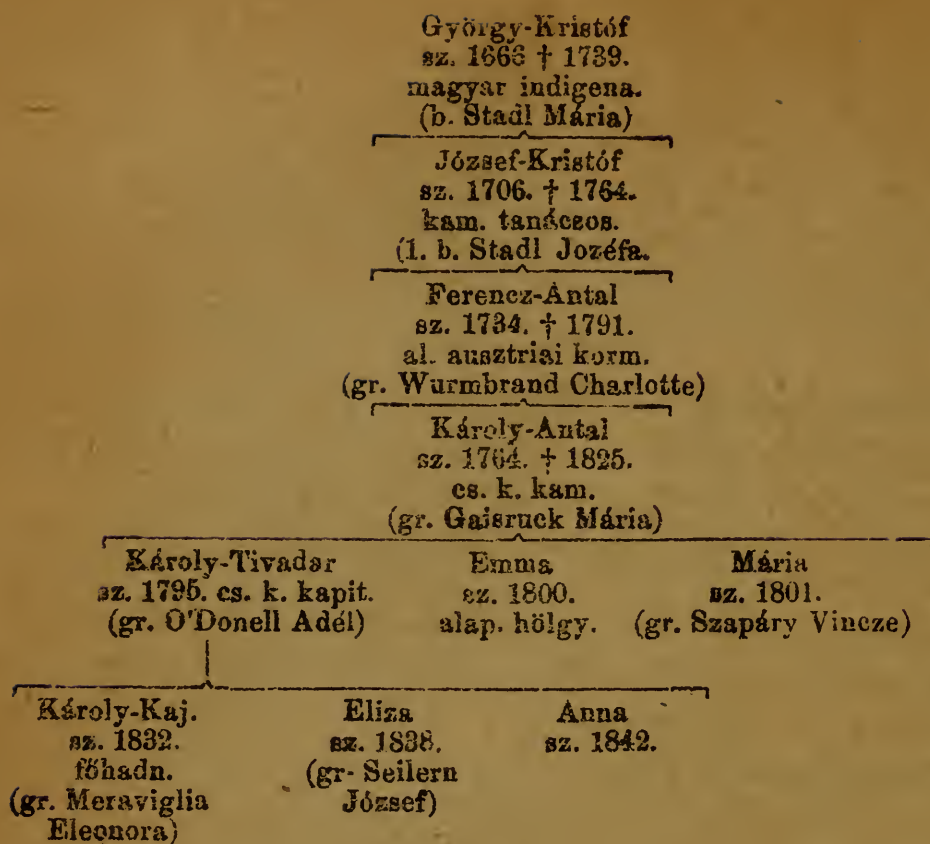 György-Kristóf
sz. 1666 † 1739.
magyar indigena.
(b. Stadl Mária)
József-Kristóf
sz. 1706. † 1764.
kam. tanáczos.
(1. b. Stadl Jozéfa.
Ferencz-Antal
sz. 1734. † 1791.
al. ausztriai korm.
(gr. Wurmbrand Charlotte)
Károly-Antal
sz. 1764. † 1825.
cs. k. kam.
(gr. Gaisruck Mária)
Károly-Tivadar
sz. 1795. cs. k. kapit.
(gr. O'Donell Adél)
Emma
sz. 1800.
alap. hölgy.
Mária
sz. 1801.
(gr. Szapáry Vincze)
Károly-Kaj.
sz. 1832.
főhadn.
(gr. Meraviglia
Eleonora)
Eliza
sz. 1838.
(gr- Seilern
József)
Anna
sz. 1842.